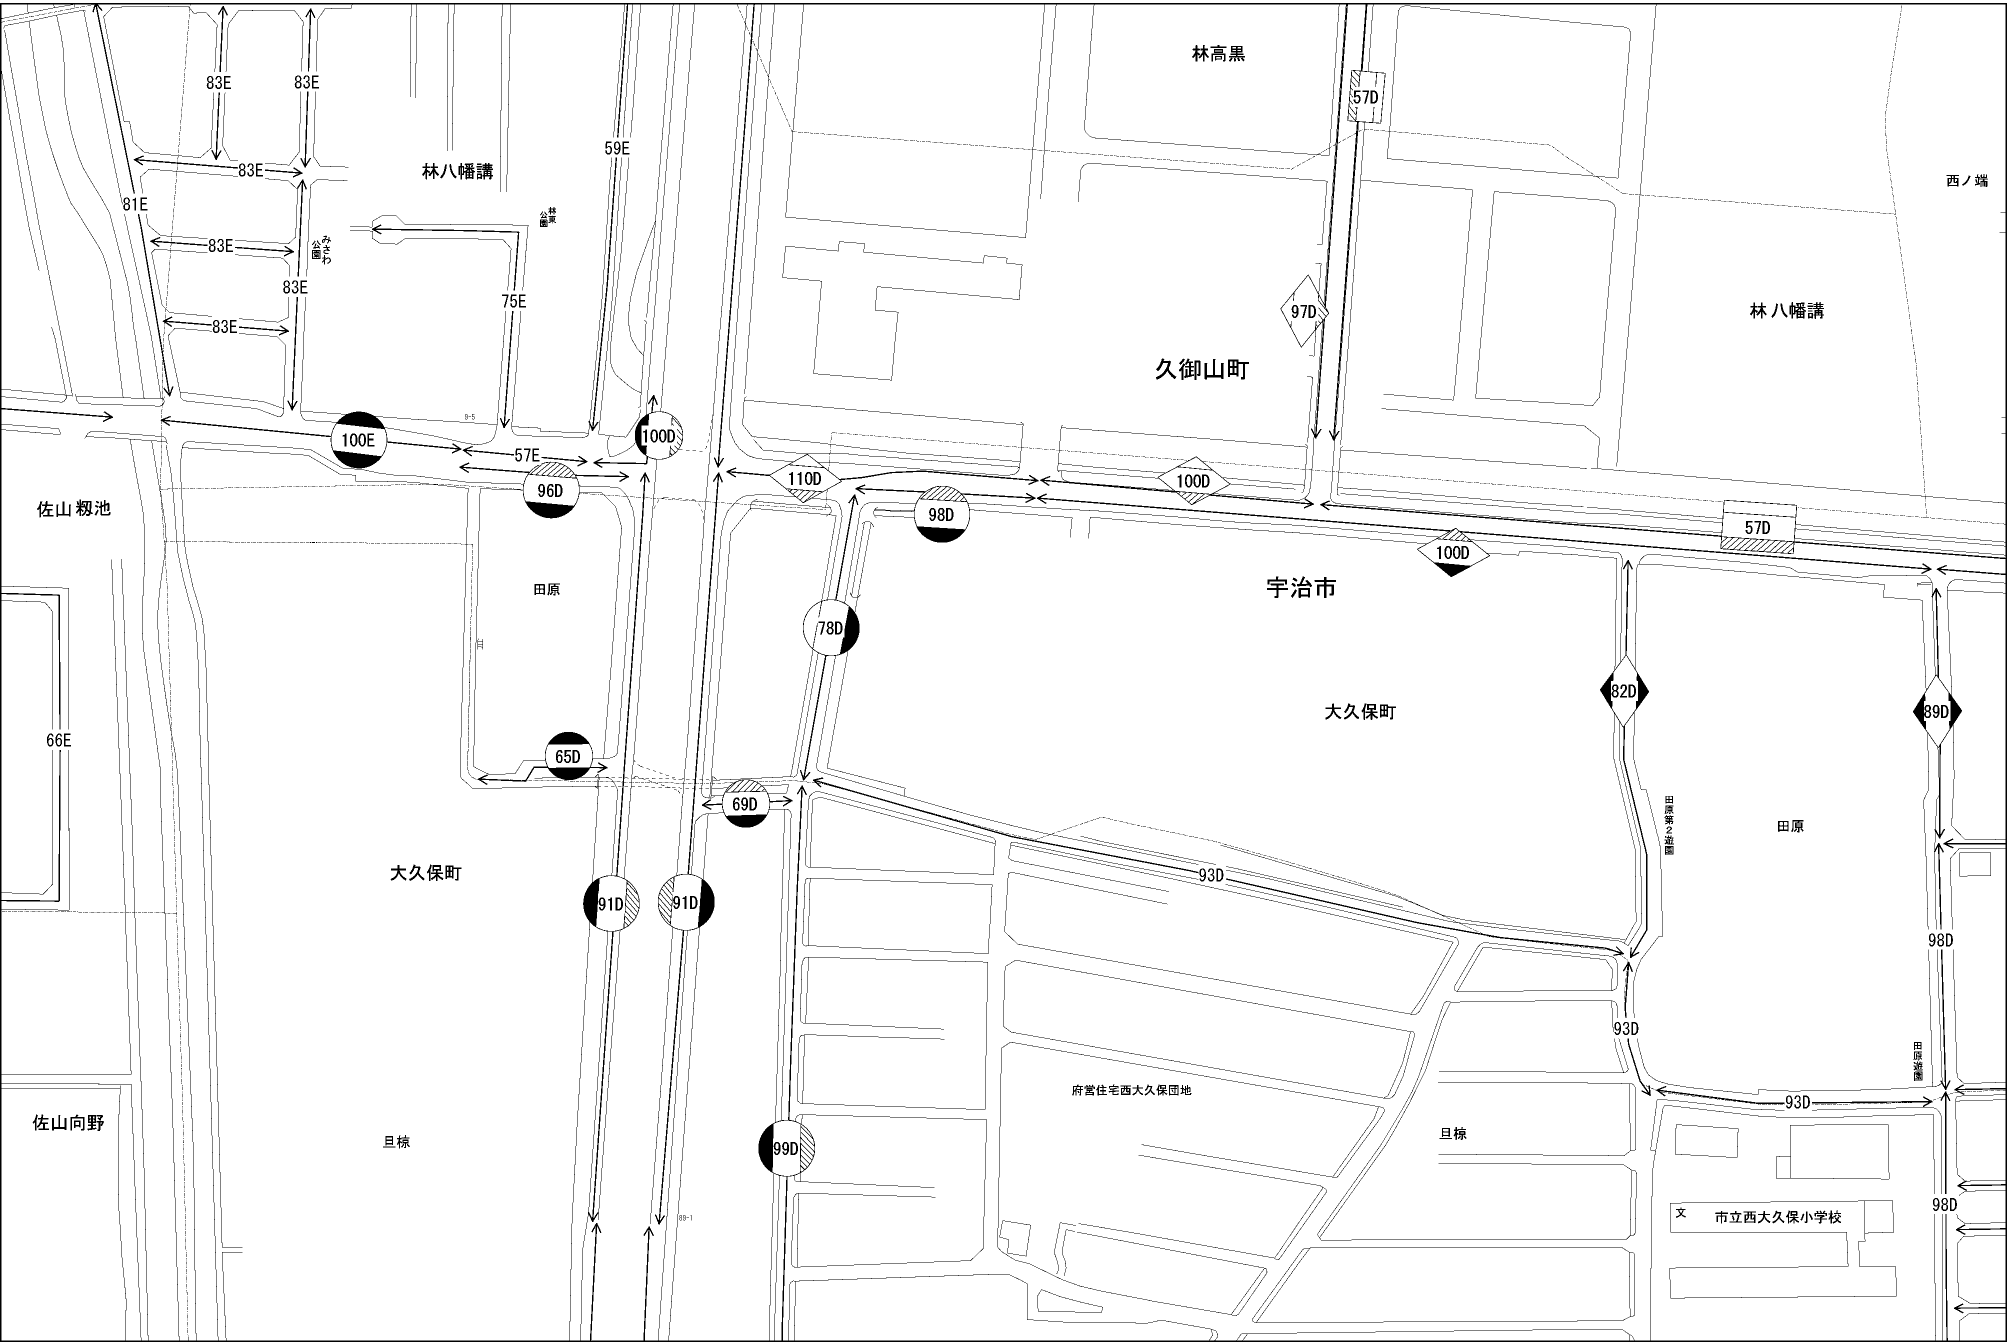 林高黒
83E
83E
57D
59E
83E
林八幡講
西ノ端
81E
林東
公園
83E
みさわ
公園
83E
75E
97D
林 八幡講
83E
久御山町
9-5
100E
100D
57E
110D
100D
96D
98D
57D
佐山 籾池
100D
田原
宇治市
78D
82D
大久保町
89D
66E
65D
69D
田原第2遊園
田原
大久保町
93D
91D
91D
98D
93D
田原遊園
府営住宅西大久保団地
93D
佐山向野
旦椋
旦椋
99D
98D
文
市立西大久保小学校
89-1